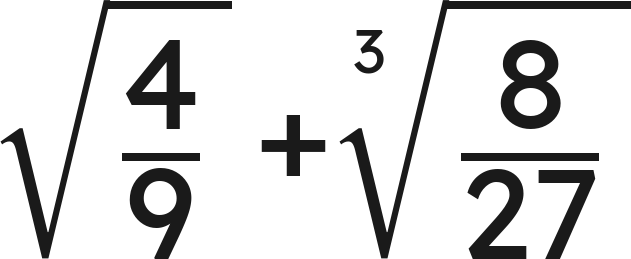 √(4/9) + ∛(8/27)